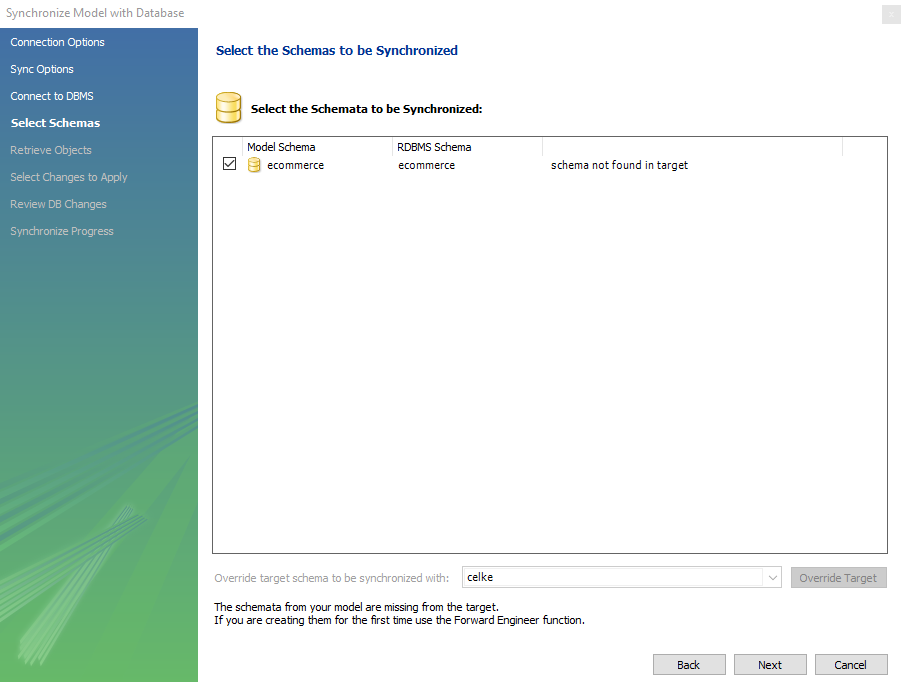 Synchronize Model with Database
Connection Options
Sync Options
Connect to DBMS
Select Schemas
Retrieve Objects
Select Changes to Apply
Review DB Changes
Synchronize Progress
Select the Schemas to be Synchronized
Select the Schemata to be Synchronized:
Model Schema RDBMS Schema
ecommerce ecommerce schema not found in target
Override target schema to be synchronized with: celke Override Target
The schemata from your model are missing from the target.
If you are creating them for the first time use the Forward Engineer function.
Back Next Cancel